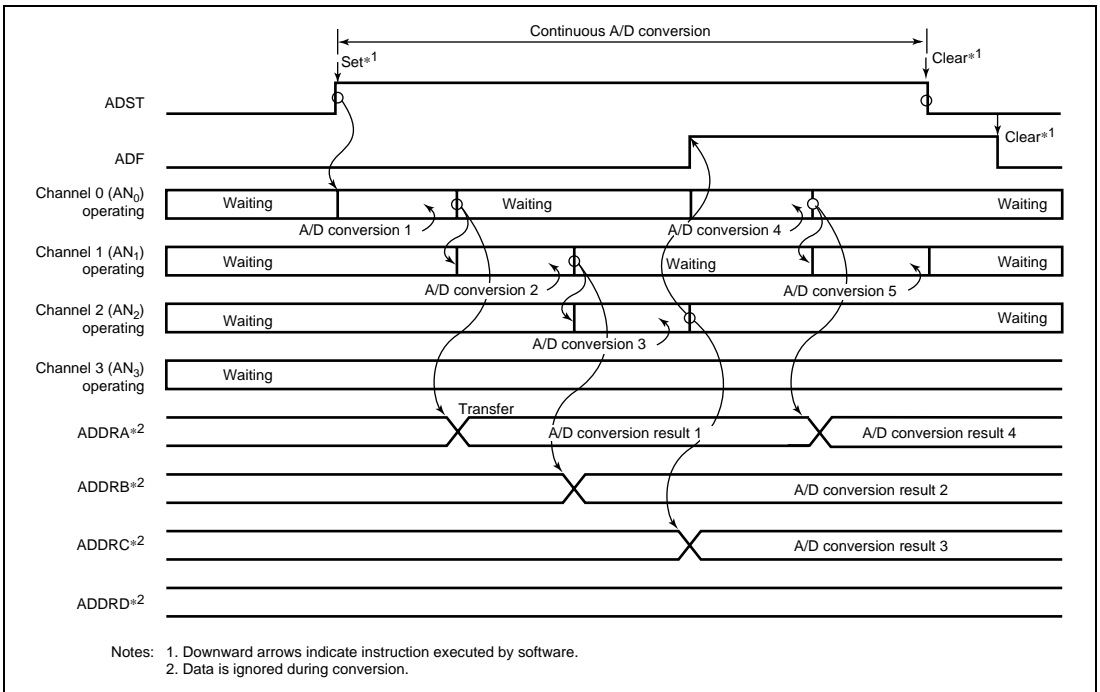 Continuous A/D conversion
Set*1
Clear*1
ADST
Clear*1
ADF
Channel 0 (AN0)
operating
Waiting
Waiting
Waiting
A/D conversion 1
A/D conversion 4
Channel 1 (AN1)
operating
Waiting
Waiting
Waiting
A/D conversion 2
A/D conversion 5
Channel 2 (AN2)
operating
Waiting
Waiting
A/D conversion 3
Channel 3 (AN3)
operating
Waiting
Transfer
ADDRA*2
A/D conversion result 1
A/D conversion result 4
ADDRB*2
A/D conversion result 2
ADDRC*2
A/D conversion result 3
ADDRD*2
Notes: 1. Downward arrows indicate instruction executed by software.
2. Data is ignored during conversion.